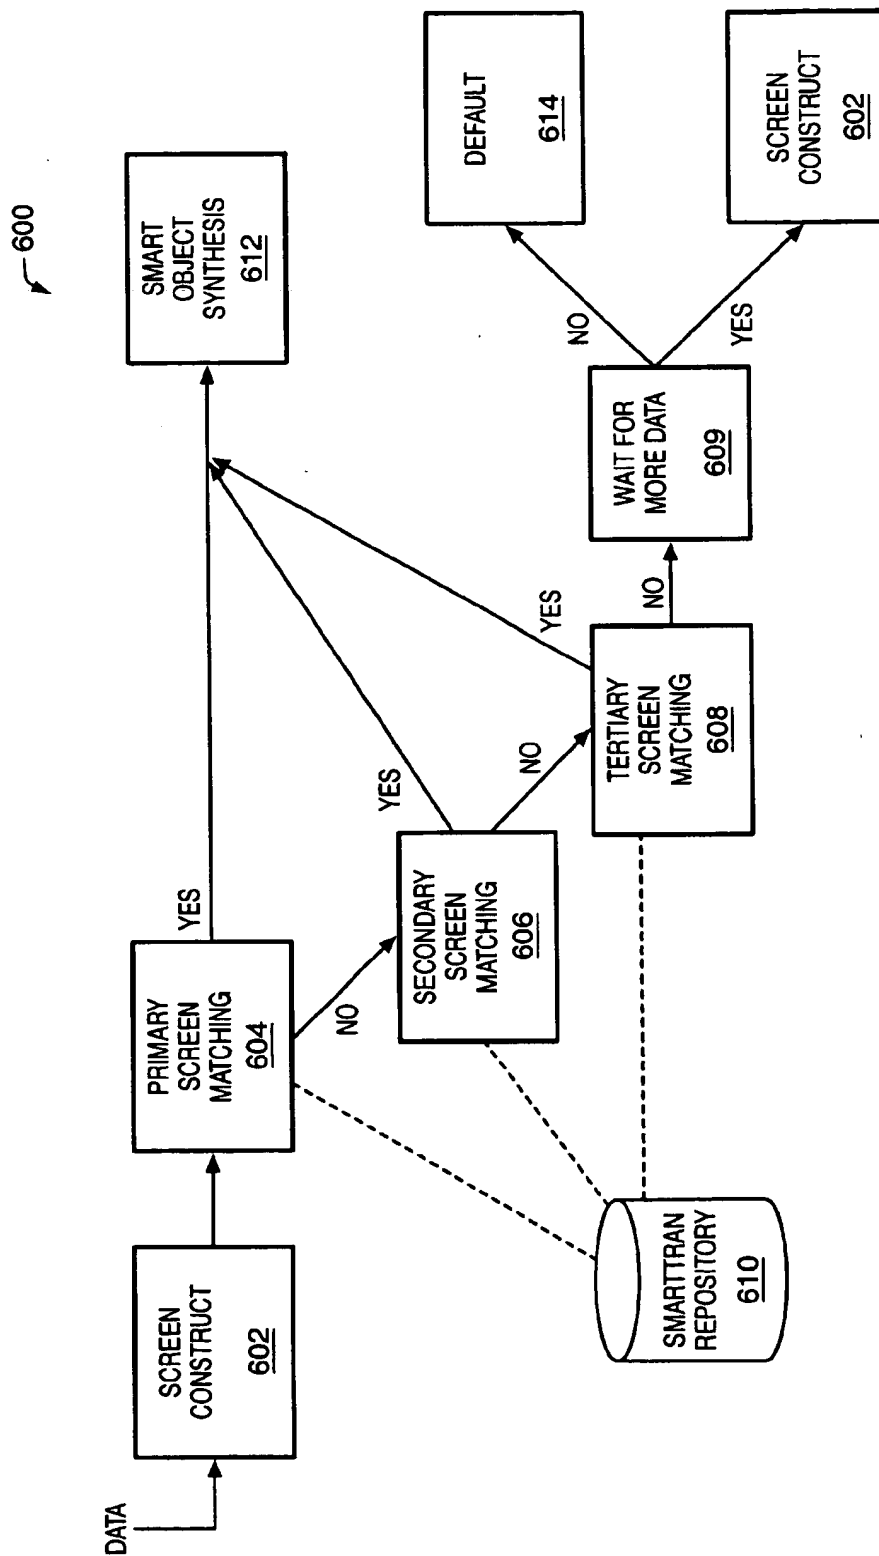 600
DATA
SCREEN
CONSTRUCT
602
PRIMARY
SCREEN
MATCHING
604
YES
SMART
OBJECT
SYNTHESIS
612
NO
SECONDARY
SCREEN
MATCHING
606
YES
NO
TERTIARY
SCREEN
MATCHING
608
YES
NO
WAIT FOR
MORE DATA
609
NO
DEFAULT
614
YES
SCREEN
CONSTRUCT
602
SMARTTRAN
REPOSITORY
610